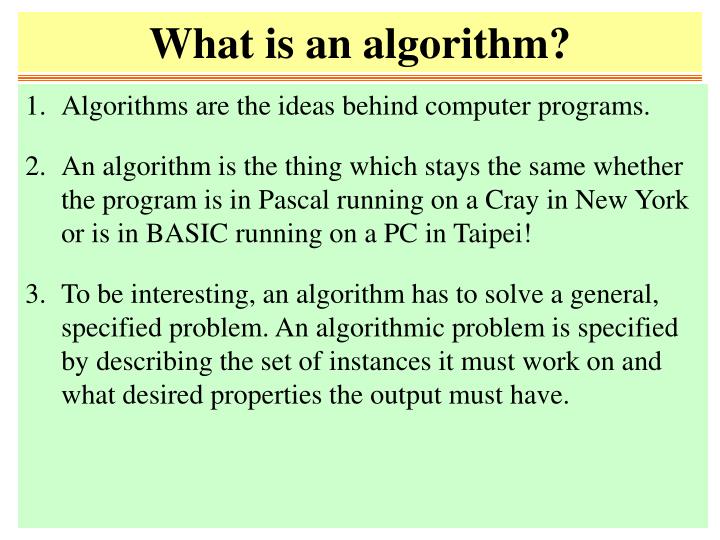 What is an algorithm?
1. Algorithms are the ideas behind computer programs.
2. An algorithm is the thing which stays the same whether
the program is in Pascal running on a Cray in New York
or is in BASIC running on a PC in Taipei!
3. To be interesting, an algorithm has to solve a general,
specified problem. An algorithmic problem is specified
by describing the set of instances it must work on and
what desired properties the output must have.